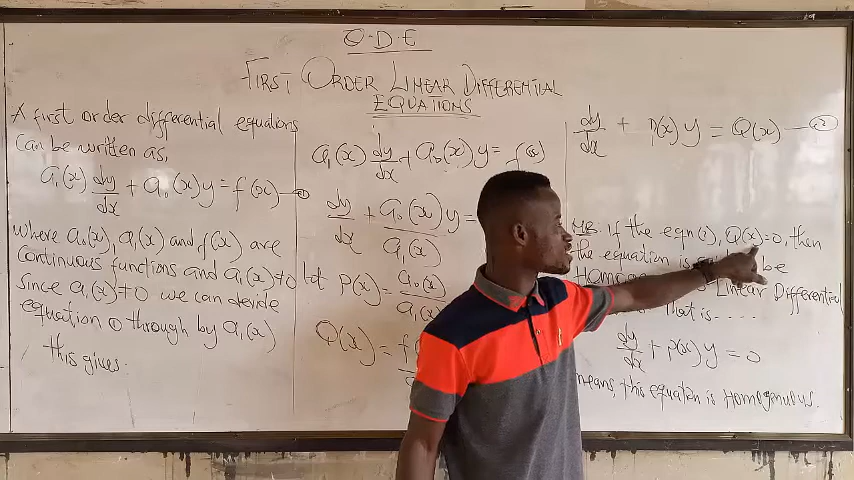 O.D.E
FIRST ORDER LINEAR DIFFERENTIAL
EQUATIONS
A first order differential equations
can be written as,
a₁(x) dy/dx + a₀(x)y = f(x) — ①
where a₀(x), a₁(x) and f(x) are
continuous functions and a₁(x) ≠ 0
since a₁(x) ≠ 0 we can devide
equation ① through by a₁(x)
this gives:
a₁(x) dy/dx + a₀(x)y = f(x)
dy/dx + a₀(x)y/a₁(x) =
let P(x) = a₀(x)/a₁(x)
Q(x) = f
dy/dx + P(x)y = Q(x) — ②
NB: if the eqn(2), Q(x)=0, then
the equation is be
Linear Differential
That is .....
dy/dx + P(x)y = 0
means, this equation is Homogenuous.